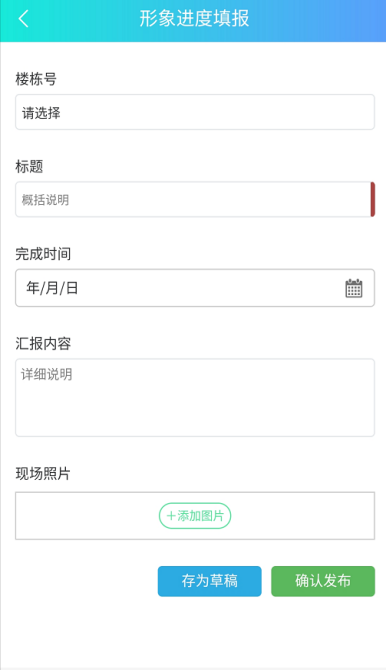 形象进度填报
楼栋号
请选择
标题
概括说明
完成时间
年/月/日
汇报内容
详细说明
现场照片
＋添加图片
存为草稿 确认发布